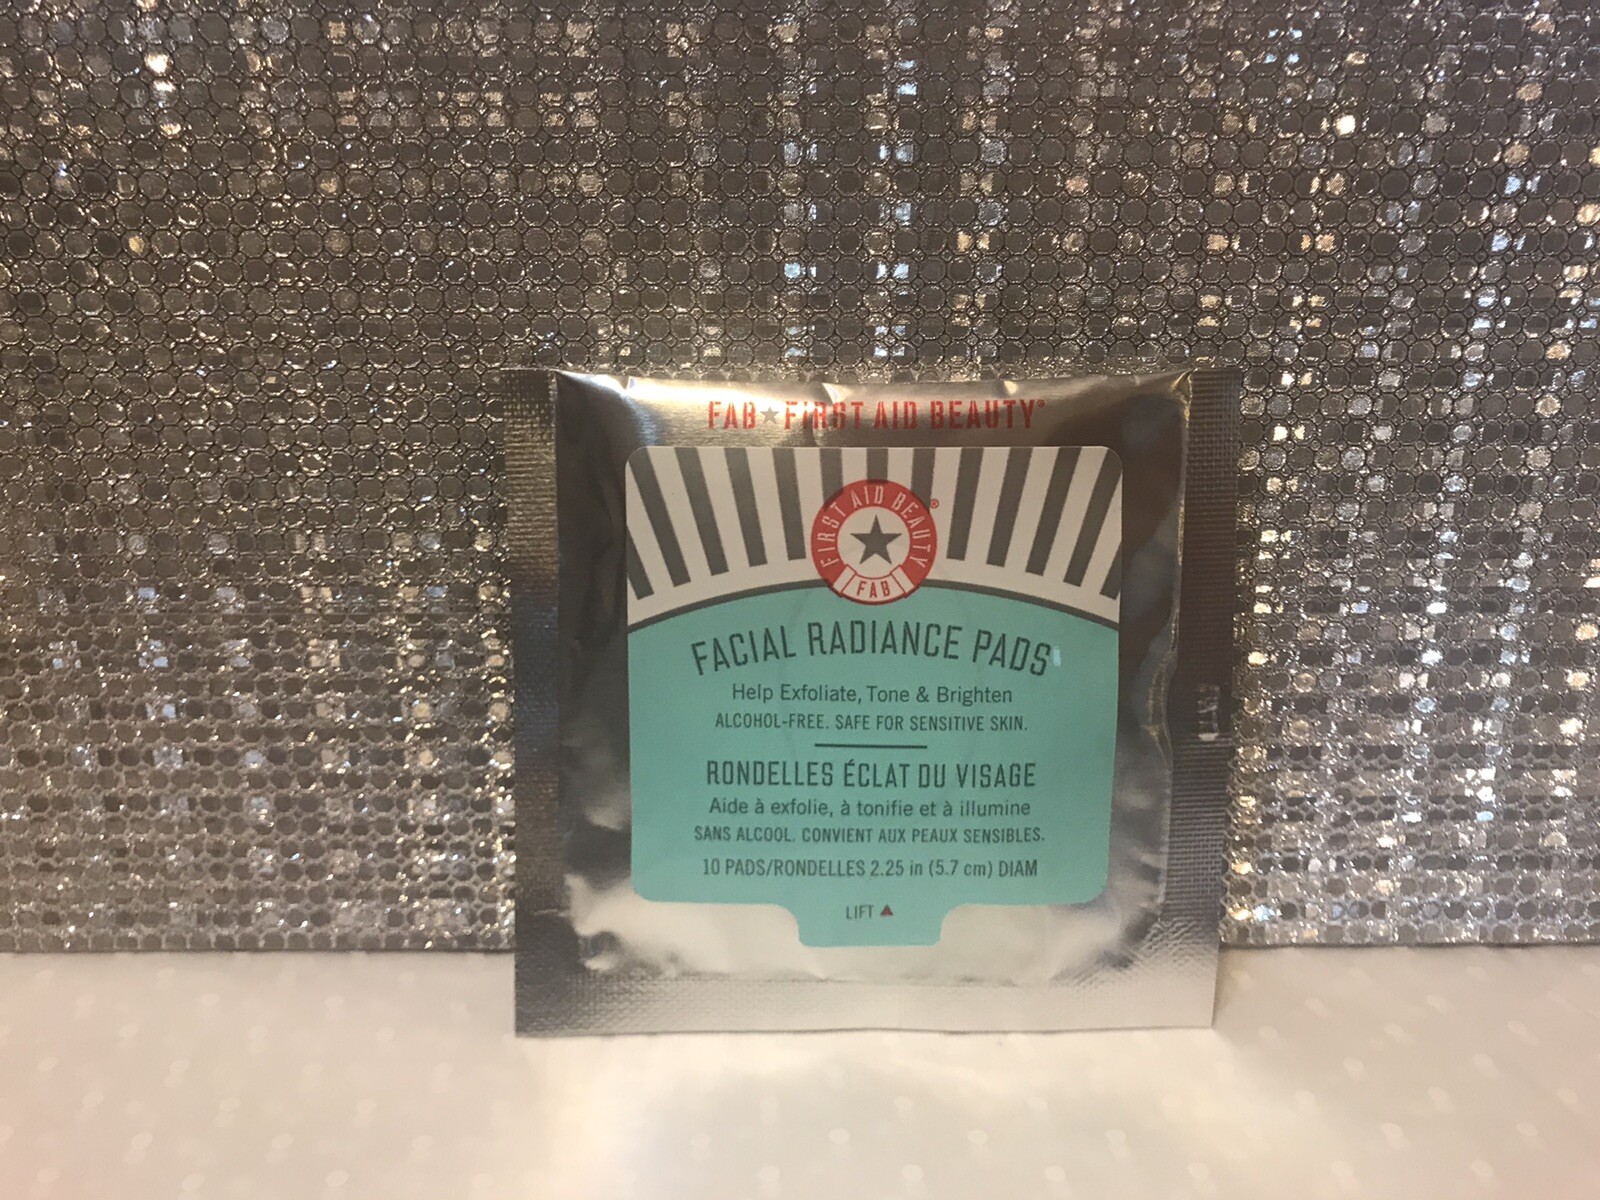 FAB★FIRST AID BEAUTY®
FIRST AID BEAUTY®
FAB
FACIAL RADIANCE PADS®
Help Exfoliate, Tone & Brighten
ALCOHOL-FREE. SAFE FOR SENSITIVE SKIN.
RONDELLES ÉCLAT DU VISAGE
Aide à exfolie, à tonifie et à illumine
SANS ALCOOL. CONVIENT AUX PEAUX SENSIBLES.
10 PADS/RONDELLES 2.25 in (5.7 cm) DIAM
LIFT ▲